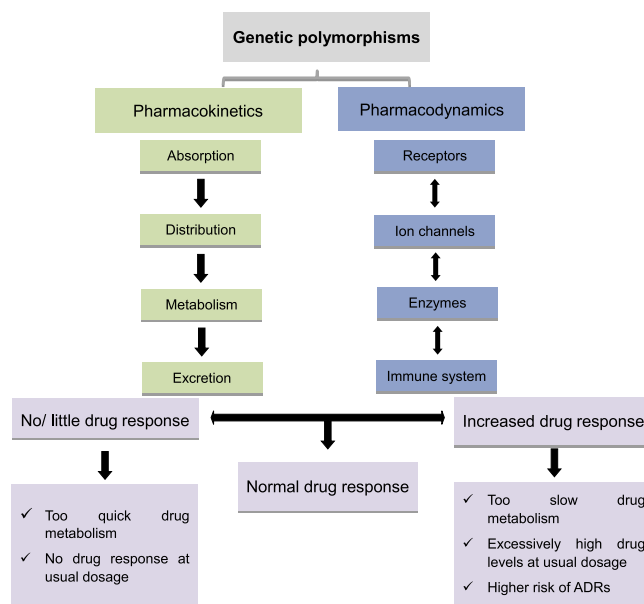 Genetic polymorphisms
Pharmacokinetics
Pharmacodynamics
Absorption
Receptors
Distribution
Ion channels
Metabolism
Enzymes
Excretion
Immune system
No/ little drug response
Increased drug response
Normal drug response
✓ Too quick drug
metabolism
✓ No drug response at
usual dosage
✓ Too slow drug
metabolism
✓ Excessively high drug
levels at usual dosage
✓ Higher risk of ADRs